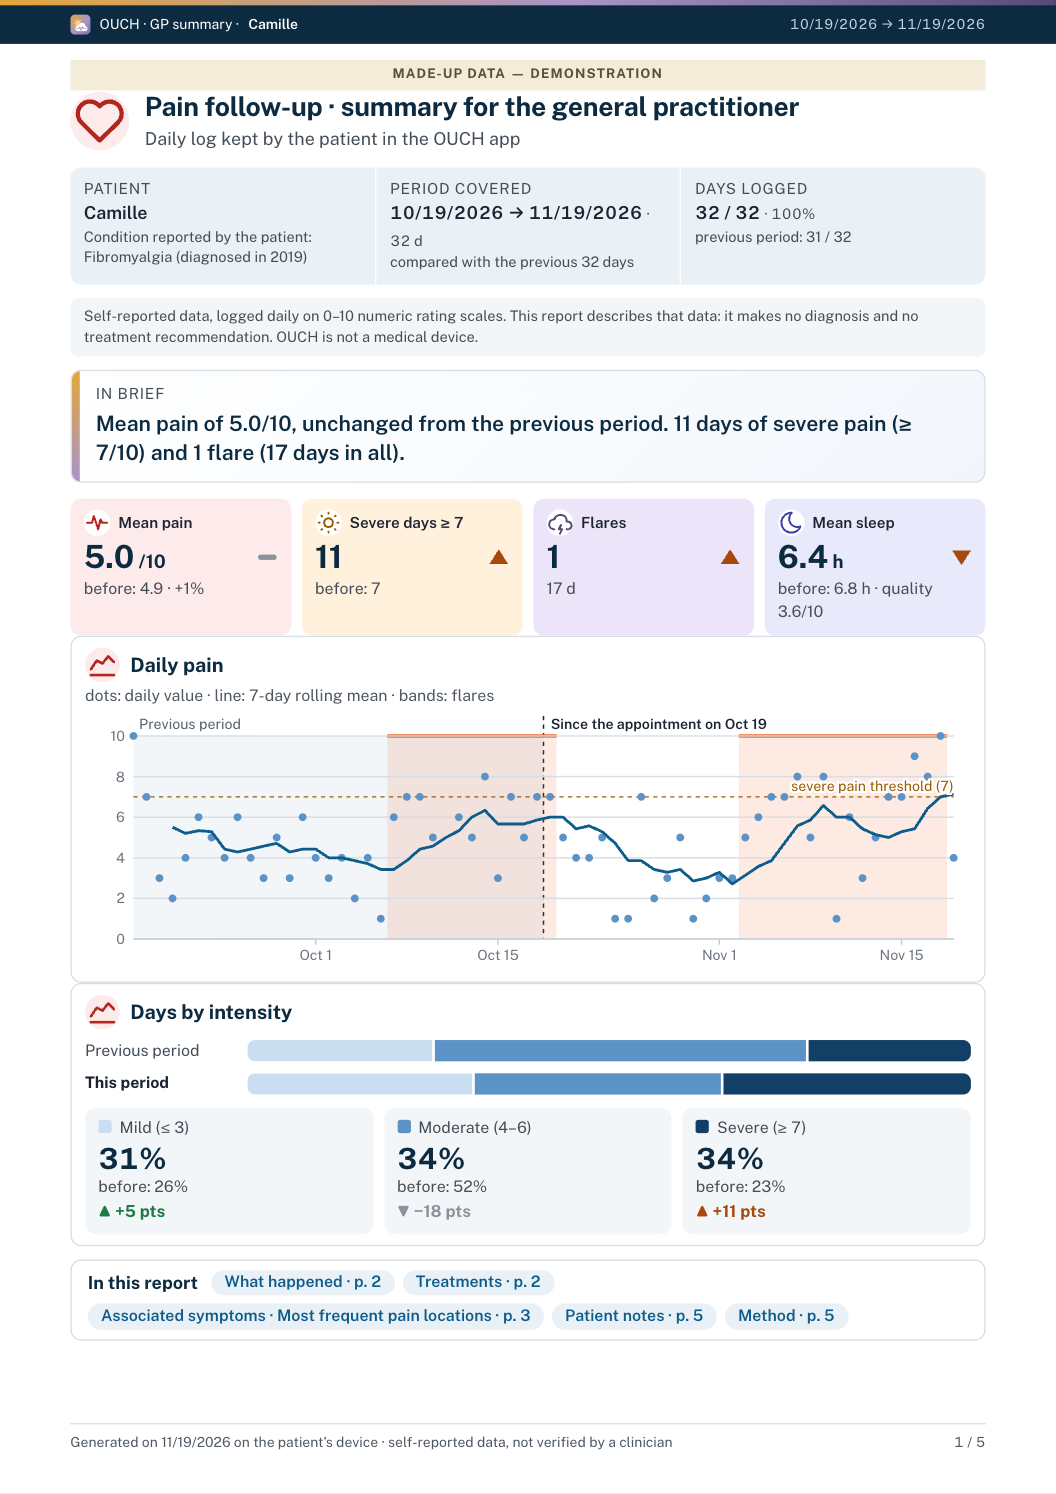 OUCH · GP summary · Camille
10/19/2026 → 11/19/2026
MADE-UP DATA — DEMONSTRATION
Pain follow-up · summary for the general practitioner
Daily log kept by the patient in the OUCH app
PATIENT
Camille
Condition reported by the patient:
Fibromyalgia (diagnosed in 2019)
PERIOD COVERED
10/19/2026 → 11/19/2026 ·
32 d
compared with the previous 32 days
DAYS LOGGED
32 / 32 · 100%
previous period: 31 / 32
Self-reported data, logged daily on 0–10 numeric rating scales. This report describes that data: it makes no diagnosis and no
treatment recommendation. OUCH is not a medical device.
IN BRIEF
Mean pain of 5.0/10, unchanged from the previous period. 11 days of severe pain (≥
7/10) and 1 flare (17 days in all).
Mean pain
5.0 /10
before: 4.9 · +1%
Severe days ≥ 7
11
before: 7
Flares
1
17 d
Mean sleep
6.4 h
before: 6.8 h · quality
3.6/10
Daily pain
dots: daily value · line: 7-day rolling mean · bands: flares
Previous period
Since the appointment on Oct 19
severe pain threshold (7)
10
8
6
4
2
0
Oct 1
Oct 15
Nov 1
Nov 15
Days by intensity
Previous period
This period
Mild (≤ 3)
31%
before: 26%
▲ +5 pts
Moderate (4–6)
34%
before: 52%
▼ −18 pts
Severe (≥ 7)
34%
before: 23%
▲ +11 pts
In this report
What happened · p. 2
Treatments · p. 2
Associated symptoms · Most frequent pain locations · p. 3
Patient notes · p. 5
Method · p. 5
Generated on 11/19/2026 on the patient’s device · self-reported data, not verified by a clinician
1 / 5